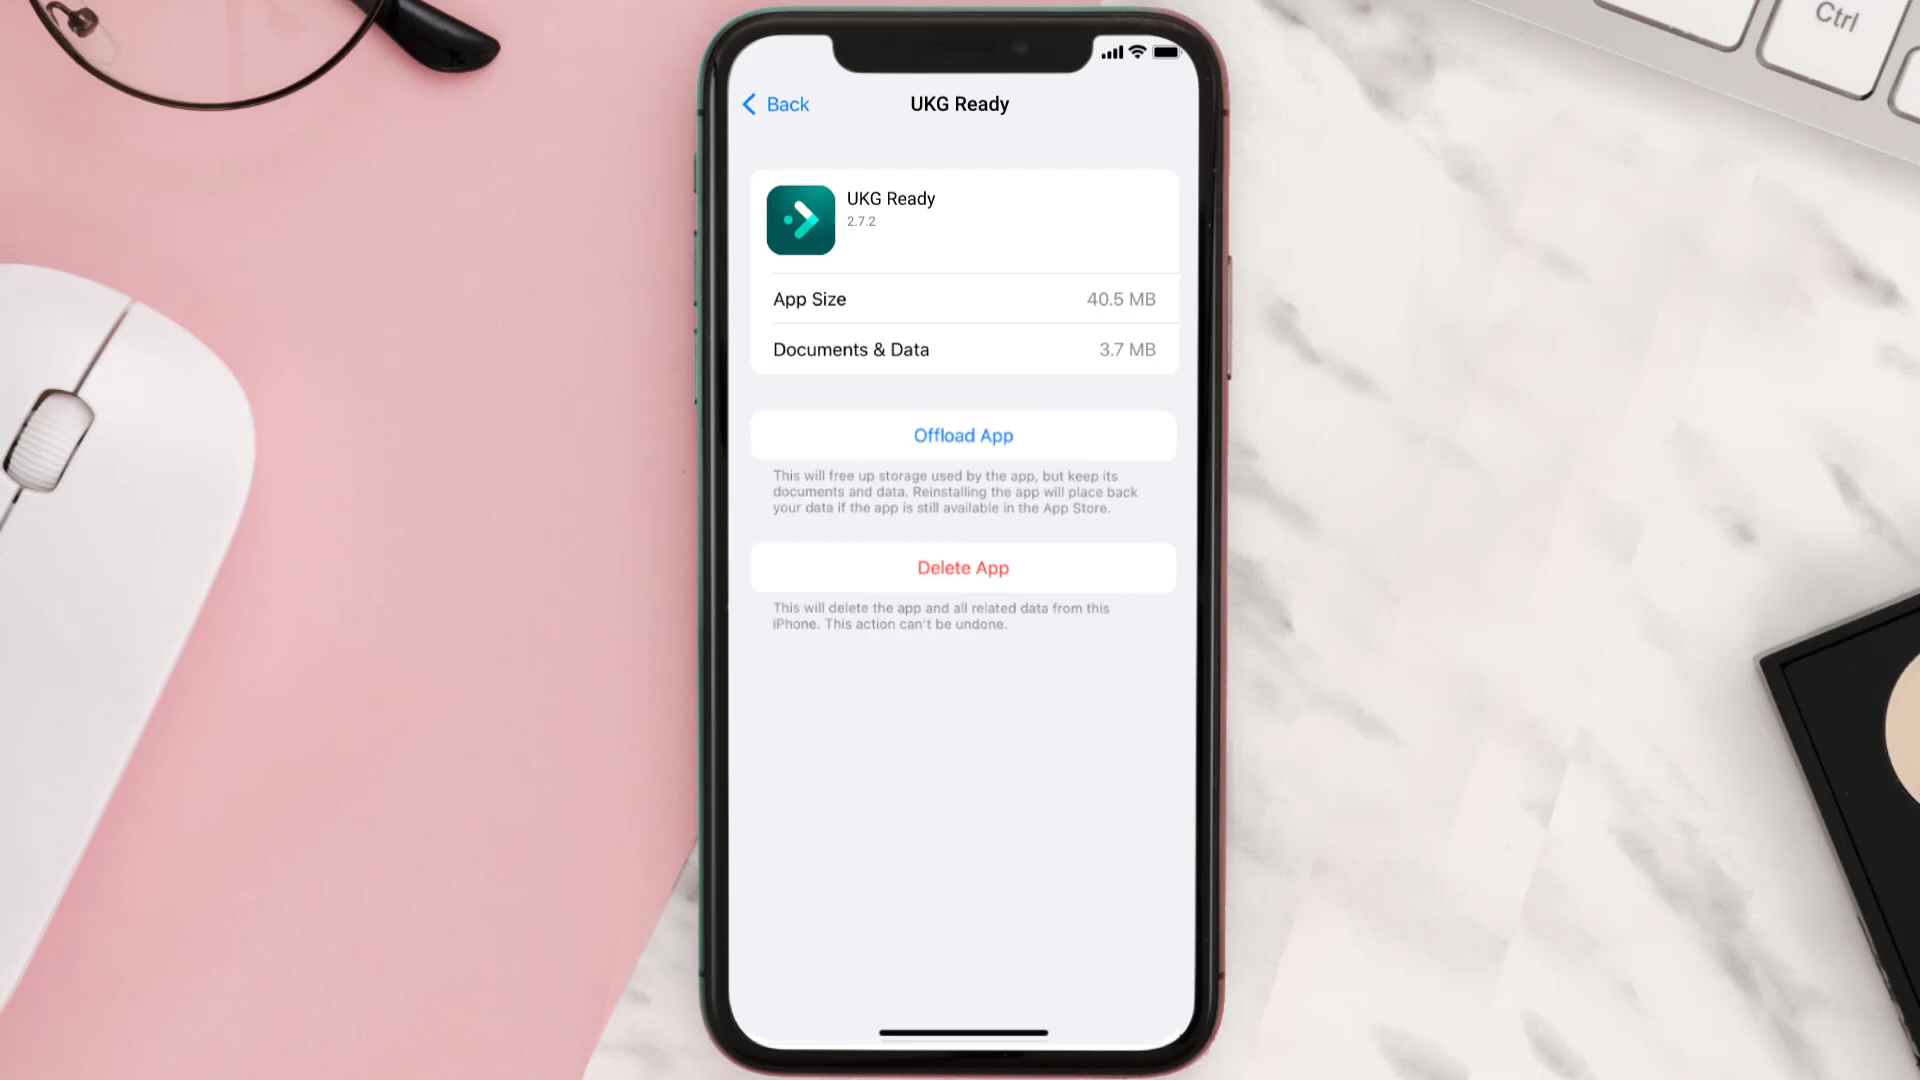 Ctrl
Back
UKG Ready
UKG Ready
2.7.2
App Size 40.5 MB
Documents & Data 3.7 MB
Offload App
This will free up storage used by the app, but keep its
documents and data. Reinstalling the app will place back
your data if the app is still available in the App Store.
Delete App
This will delete the app and all related data from this
iPhone. This action can't be undone.